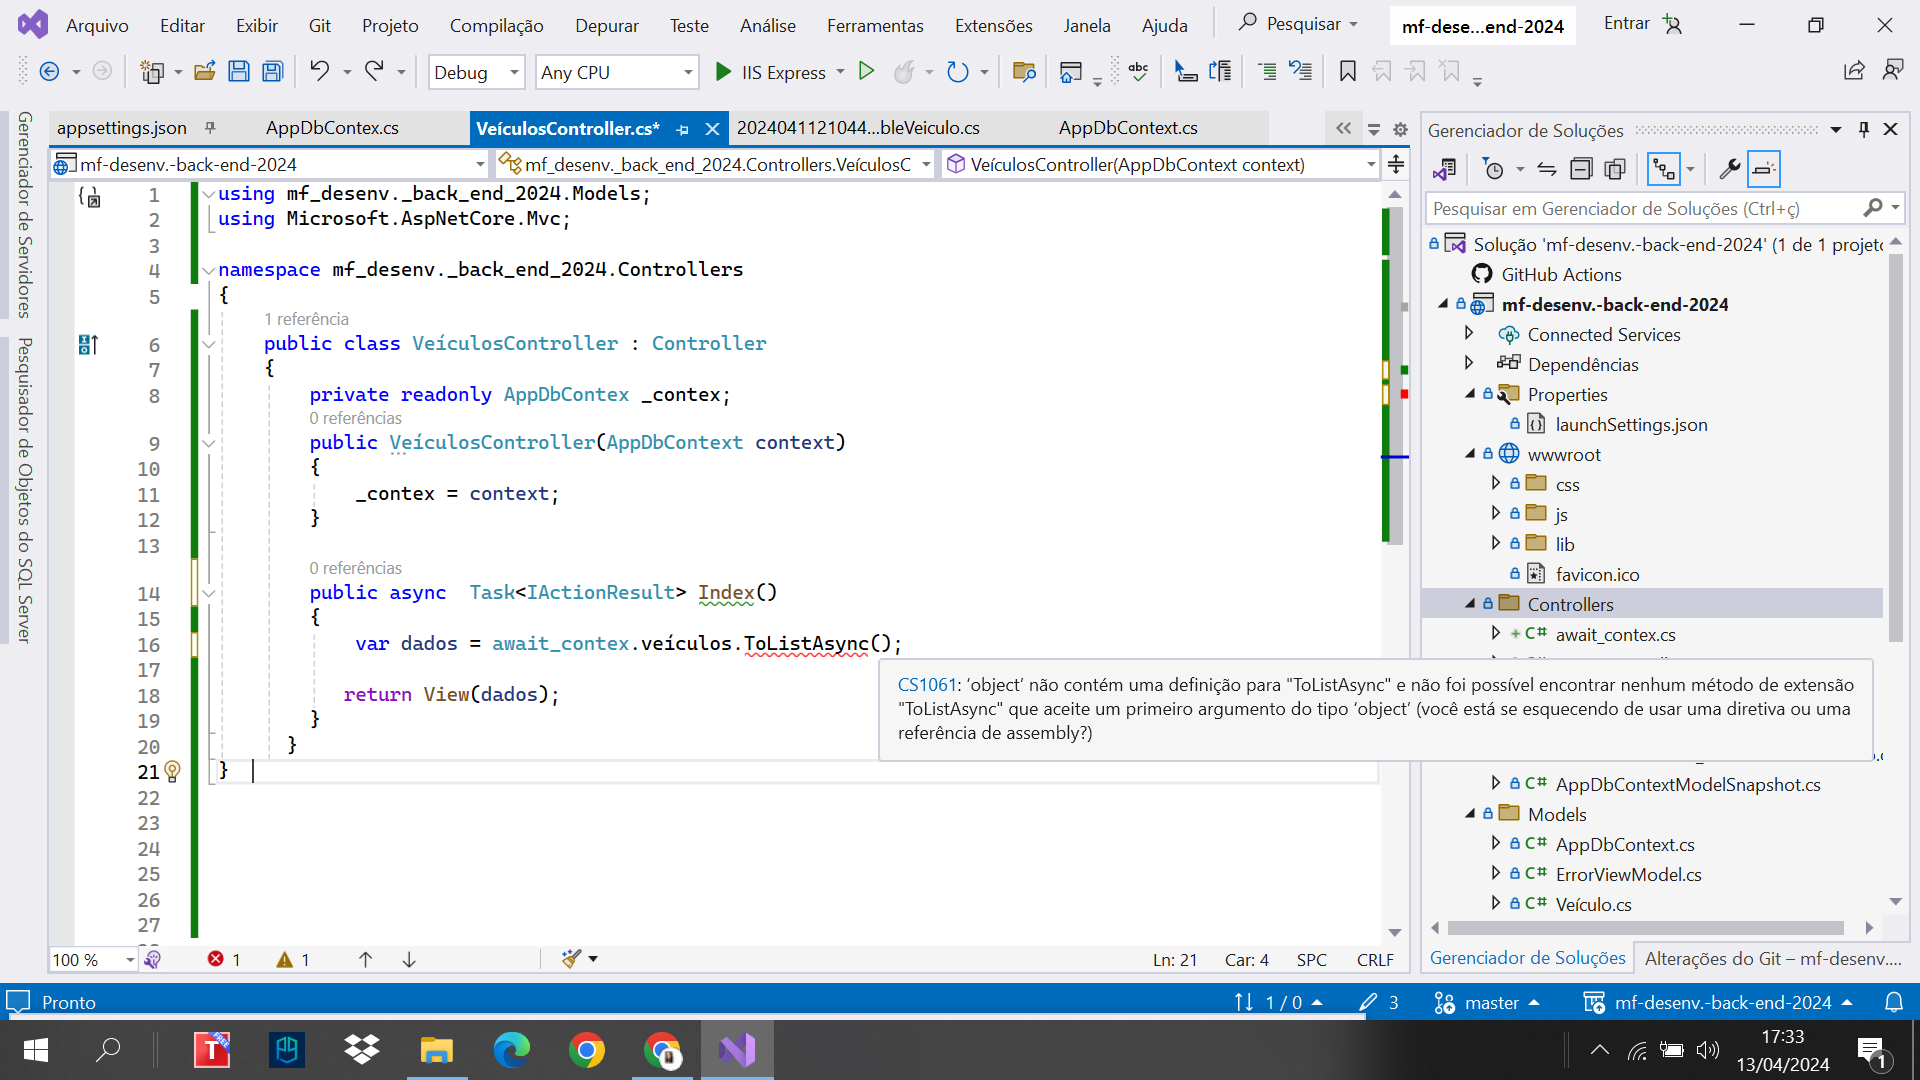 Arquivo Editar Exibir Git Projeto Compilação Depurar Teste Análise Ferramentas Extensões Janela Ajuda Pesquisar mf-dese...end-2024 Entrar
Debug Any CPU IIS Express abc
Gerenciador de Servidores
Pesquisador de Objetos do SQL Server
appsettings.json AppDbContex.cs VeículosController.cs* 2024041121044...bleVeiculo.cs AppDbContext.cs
mf-desenv.-back-end-2024 mf_desenv._back_end_2024.Controllers.VeículosC VeículosController(AppDbContext context)
1 using mf_desenv._back_end_2024.Models;
2 using Microsoft.AspNetCore.Mvc;
3
4 namespace mf_desenv._back_end_2024.Controllers
5 {
1 referência
6 public class VeículosController : Controller
7 {
8 private readonly AppDbContex _contex;
0 referências
9 public VeículosController(AppDbContext context)
10 {
11 _contex = context;
12 }
13
0 referências
14 public async  Task<IActionResult> Index()
15 {
16 var dados = await_contex.veículos.ToListAsync();
17
18 return View(dados);
19 }
20 }
21 }
22
23
24
25
26
27
CS1061: ‘object’ não contém uma definição para "ToListAsync" e não foi possível encontrar nenhum método de extensão
"ToListAsync" que aceite um primeiro argumento do tipo ‘object’ (você está se esquecendo de usar uma diretiva ou uma
referência de assembly?)
100 % 1 1 Ln: 21 Car: 4 SPC CRLF
Gerenciador de Soluções
Pesquisar em Gerenciador de Soluções (Ctrl+ç)
Solução 'mf-desenv.-back-end-2024' (1 de 1 projeto
GitHub Actions
mf-desenv.-back-end-2024
Connected Services
Dependências
Properties
launchSettings.json
wwwroot
css
js
lib
favicon.ico
Controllers
C# await_contex.cs
C# AppDbContextModelSnapshot.cs
Models
C# AppDbContext.cs
C# ErrorViewModel.cs
C# Veículo.cs
Gerenciador de Soluções Alterações do Git – mf-desenv....
Pronto 1 / 0 3 master mf-desenv.-back-end-2024
T FREE
17:33
13/04/2024
1